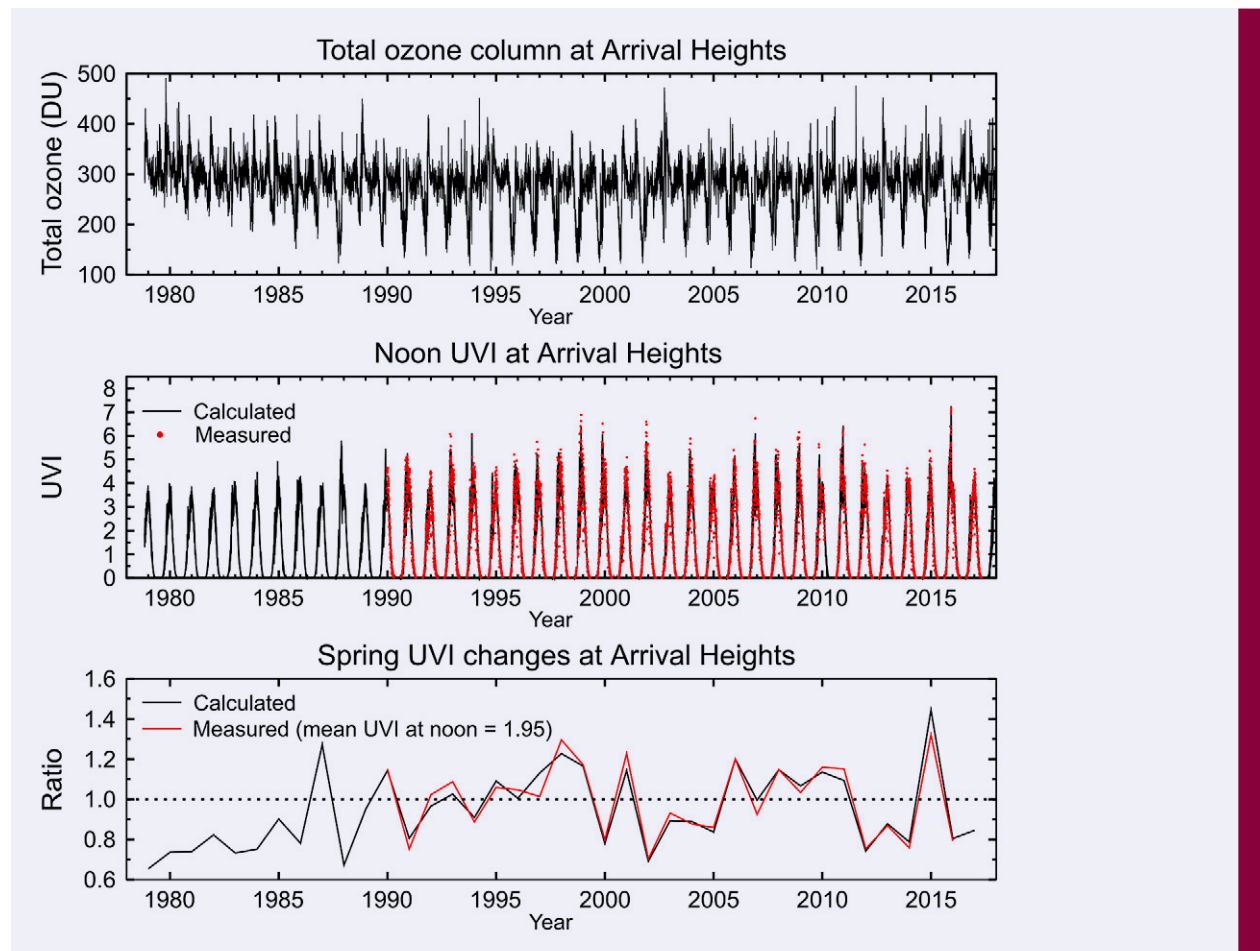 Total ozone column at Arrival Heights
Total ozone (DU)
500
400
300
200
100
1980 1985 1990 1995 2000 2005 2010 2015
Year
Noon UVI at Arrival Heights
UVI
8
7
6
5
4
3
2
1
0
Calculated
Measured
1980 1985 1990 1995 2000 2005 2010 2015
Year
Spring UVI changes at Arrival Heights
Ratio
1.6
1.4
1.2
1.0
0.8
0.6
Calculated
Measured (mean UVI at noon = 1.95)
1980 1985 1990 1995 2000 2005 2010 2015
Year